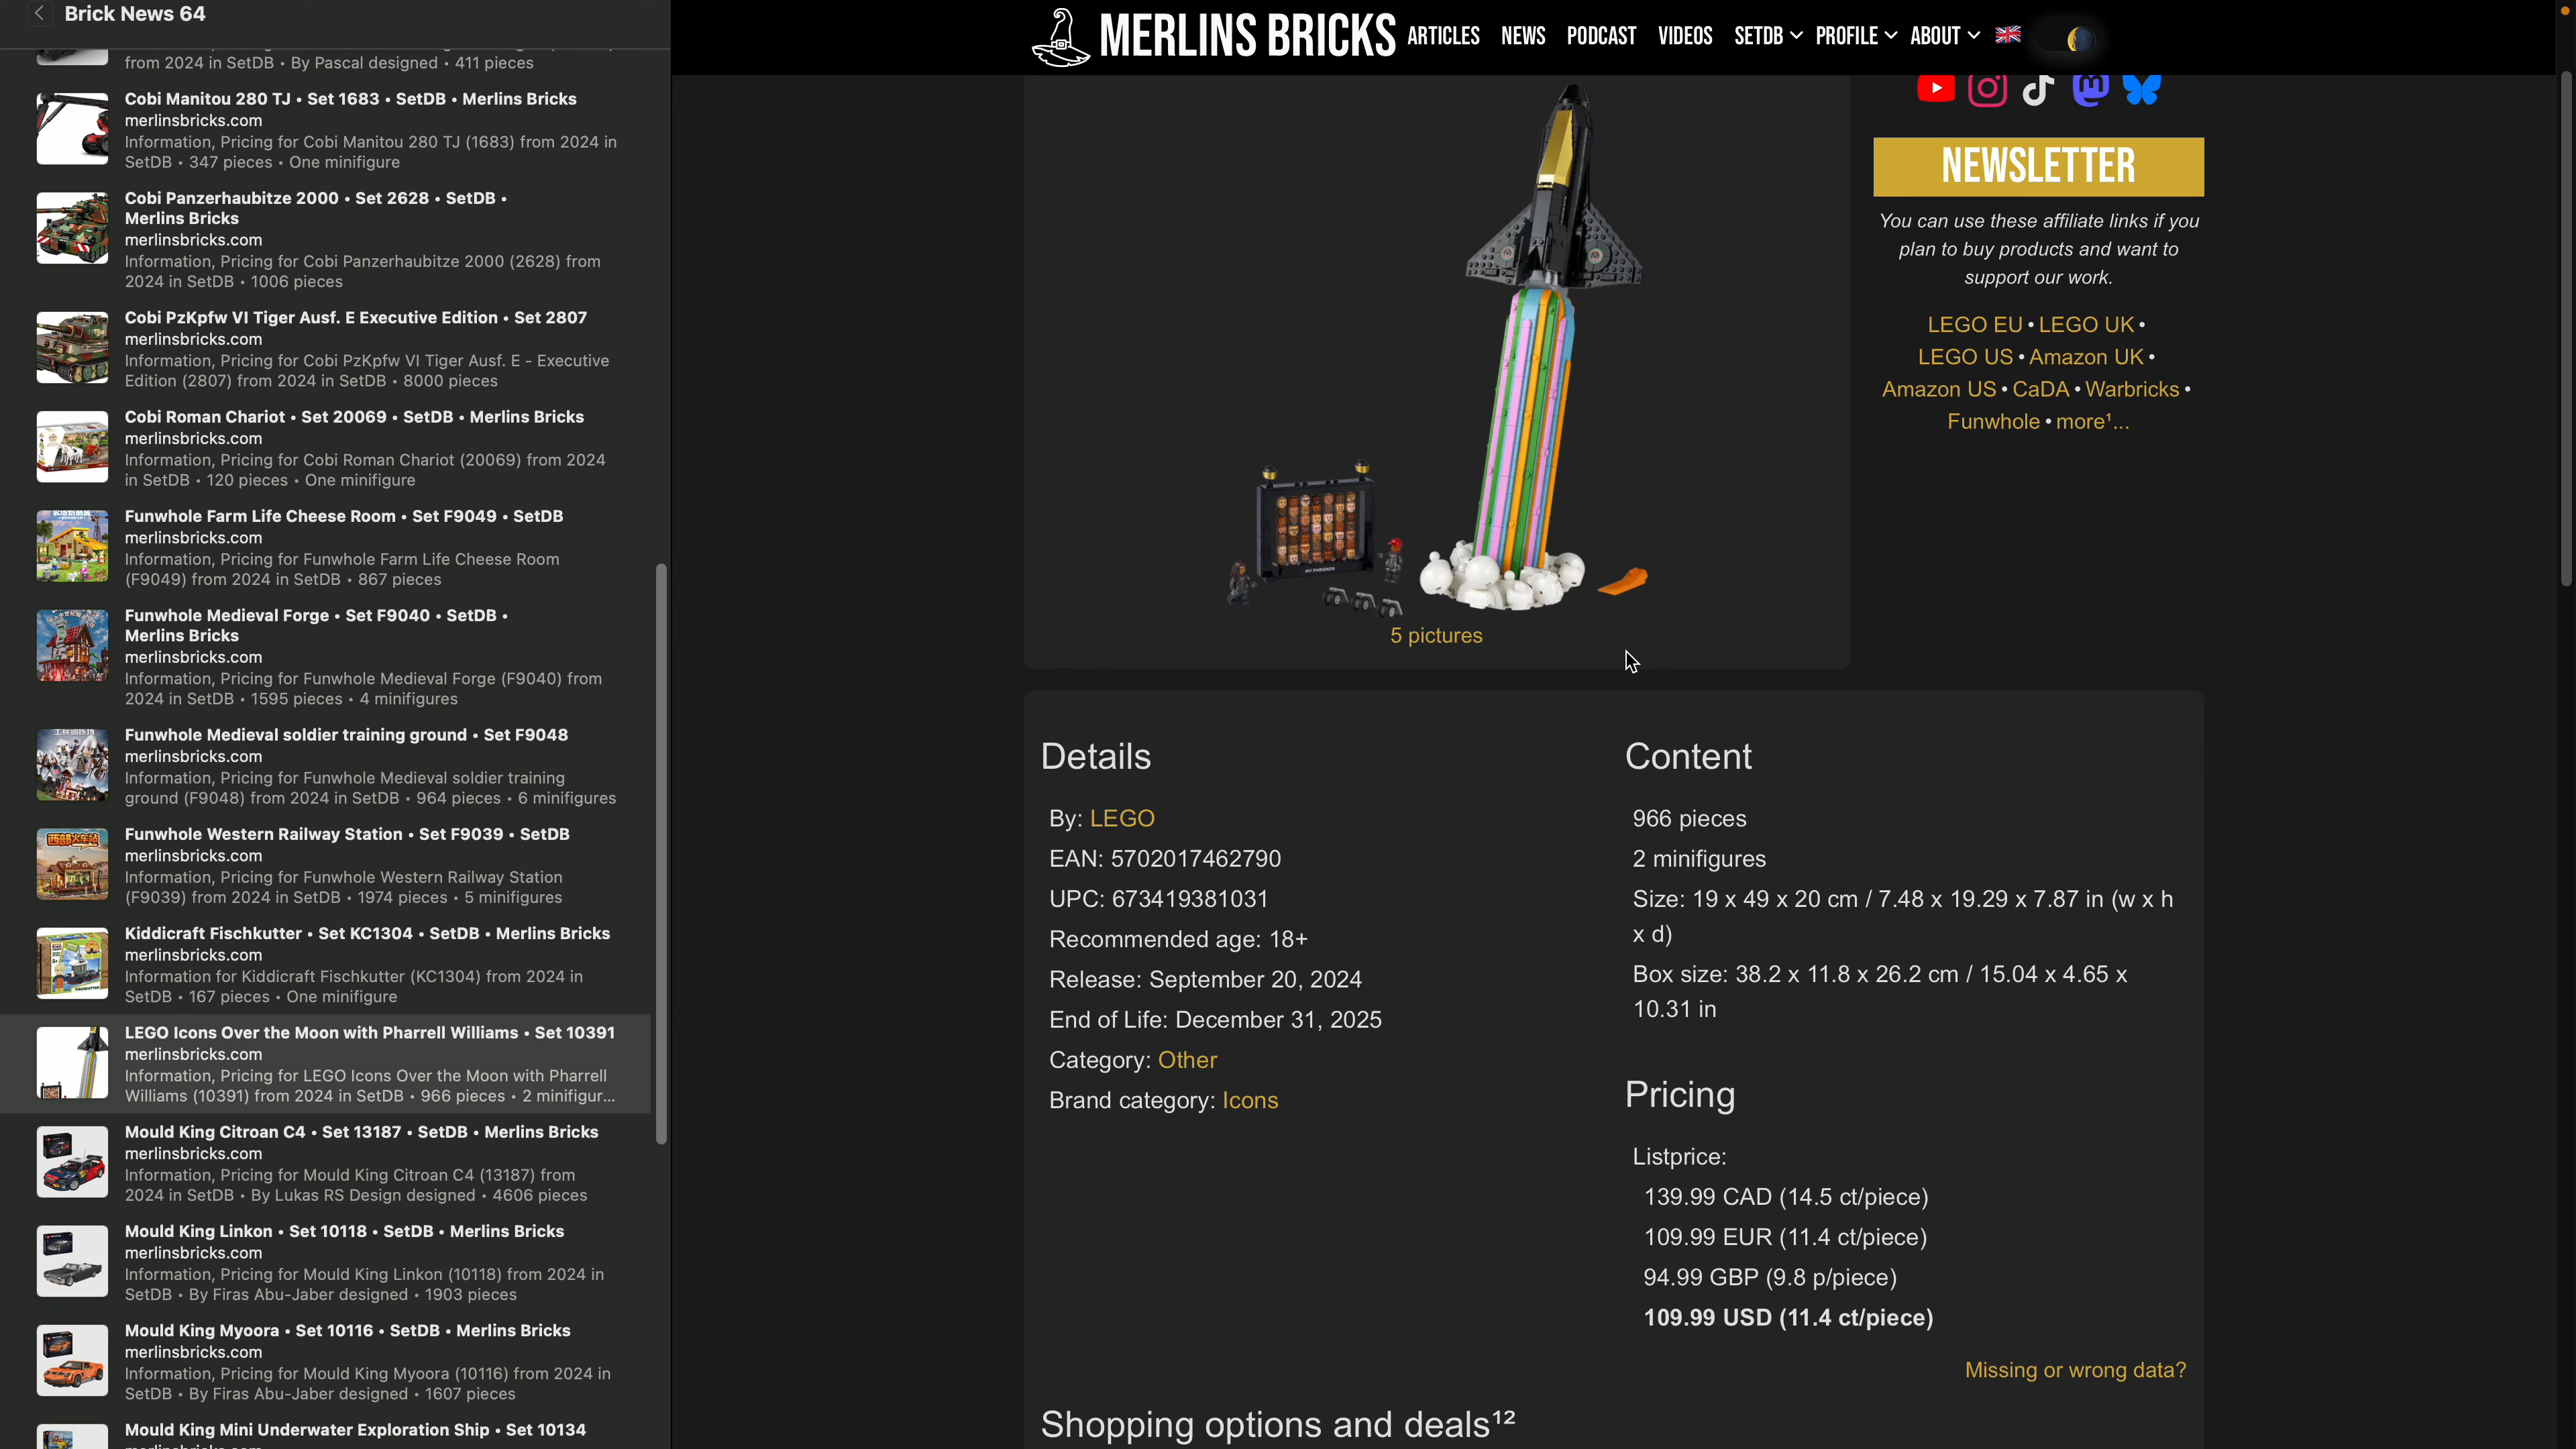 Brick News 64
from 2024 in SetDB • By Pascal designed • 411 pieces
Cobi Manitou 280 TJ • Set 1683 • SetDB • Merlins Bricks
merlinsbricks.com
Information, Pricing for Cobi Manitou 280 TJ (1683) from 2024 in
SetDB • 347 pieces • One minifigure
Cobi Panzerhaubitze 2000 • Set 2628 • SetDB •
Merlins Bricks
merlinsbricks.com
Information, Pricing for Cobi Panzerhaubitze 2000 (2628) from
2024 in SetDB • 1006 pieces
Cobi PzKpfw VI Tiger Ausf. E Executive Edition • Set 2807
merlinsbricks.com
Information, Pricing for Cobi PzKpfw VI Tiger Ausf. E - Executive
Edition (2807) from 2024 in SetDB • 8000 pieces
Cobi Roman Chariot • Set 20069 • SetDB • Merlins Bricks
merlinsbricks.com
Information, Pricing for Cobi Roman Chariot (20069) from 2024
in SetDB • 120 pieces • One minifigure
Funwhole Farm Life Cheese Room • Set F9049 • SetDB
merlinsbricks.com
Information, Pricing for Funwhole Farm Life Cheese Room
(F9049) from 2024 in SetDB • 867 pieces
Funwhole Medieval Forge • Set F9040 • SetDB •
Merlins Bricks
merlinsbricks.com
Information, Pricing for Funwhole Medieval Forge (F9040) from
2024 in SetDB • 1595 pieces • 4 minifigures
Funwhole Medieval soldier training ground • Set F9048
merlinsbricks.com
Information, Pricing for Funwhole Medieval soldier training
ground (F9048) from 2024 in SetDB • 964 pieces • 6 minifigures
Funwhole Western Railway Station • Set F9039 • SetDB
merlinsbricks.com
Information, Pricing for Funwhole Western Railway Station
(F9039) from 2024 in SetDB • 1974 pieces • 5 minifigures
Kiddicraft Fischkutter • Set KC1304 • SetDB • Merlins Bricks
merlinsbricks.com
Information for Kiddicraft Fischkutter (KC1304) from 2024 in
SetDB • 167 pieces • One minifigure
LEGO Icons Over the Moon with Pharrell Williams • Set 10391
merlinsbricks.com
Information, Pricing for LEGO Icons Over the Moon with Pharrell
Williams (10391) from 2024 in SetDB • 966 pieces • 2 minifigur...
Mould King Citroan C4 • Set 13187 • SetDB • Merlins Bricks
merlinsbricks.com
Information, Pricing for Mould King Citroan C4 (13187) from
2024 in SetDB • By Lukas RS Design designed • 4606 pieces
Mould King Linkon • Set 10118 • SetDB • Merlins Bricks
merlinsbricks.com
Information, Pricing for Mould King Linkon (10118) from 2024 in
SetDB • By Firas Abu-Jaber designed • 1903 pieces
Mould King Myoora • Set 10116 • SetDB • Merlins Bricks
merlinsbricks.com
Information, Pricing for Mould King Myoora (10116) from 2024 in
SetDB • By Firas Abu-Jaber designed • 1607 pieces
Mould King Mini Underwater Exploration Ship • Set 10134
MERLINS BRICKS ARTICLES NEWS PODCAST VIDEOS SETDB PROFILE ABOUT
NEWSLETTER
You can use these affiliate links if you
plan to buy products and want to
support our work.
LEGO EU • LEGO UK •
LEGO US • Amazon UK •
Amazon US • CaDA • Warbricks •
Funwhole • more¹...
MY FURIENDS
5 pictures
Details
By: LEGO
EAN: 5702017462790
UPC: 673419381031
Recommended age: 18+
Release: September 20, 2024
End of Life: December 31, 2025
Category: Other
Brand category: Icons
Content
966 pieces
2 minifigures
Size: 19 x 49 x 20 cm / 7.48 x 19.29 x 7.87 in (w x h
x d)
Box size: 38.2 x 11.8 x 26.2 cm / 15.04 x 4.65 x
10.31 in
Pricing
Listprice:
139.99 CAD (14.5 ct/piece)
109.99 EUR (11.4 ct/piece)
94.99 GBP (9.8 p/piece)
109.99 USD (11.4 ct/piece)
Missing or wrong data?
Shopping options and deals¹²